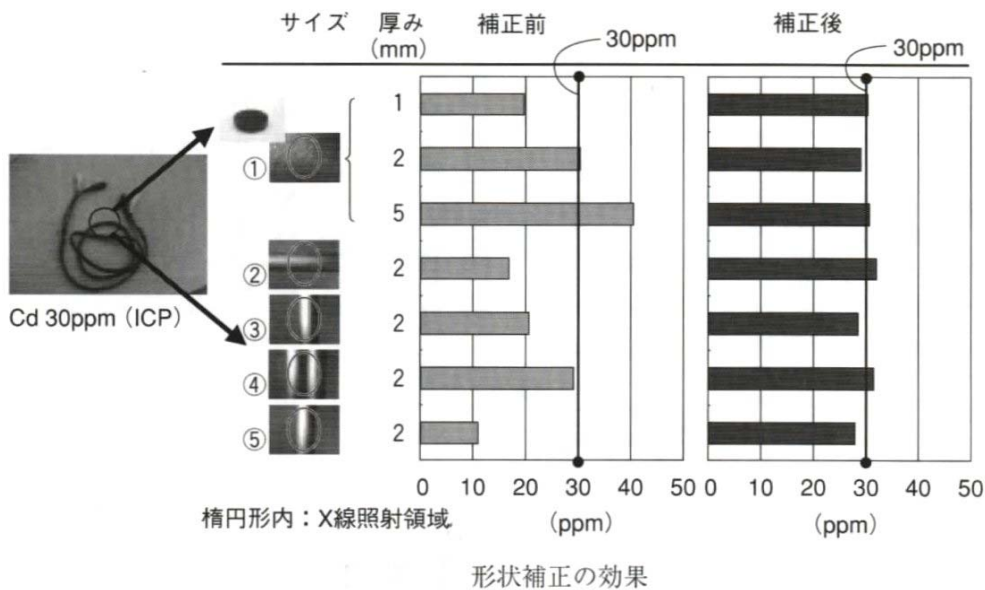 サイズ 厚み 補正前 補正後
(mm)
30ppm 30ppm
1
① 2
5
② 2
③ 2
④ 2
⑤ 2
Cd 30ppm (ICP)
0 10 20 30 40 50 0 10 20 30 40 50
楕円形内：X線照射領域
(ppm) (ppm)
形状補正の効果